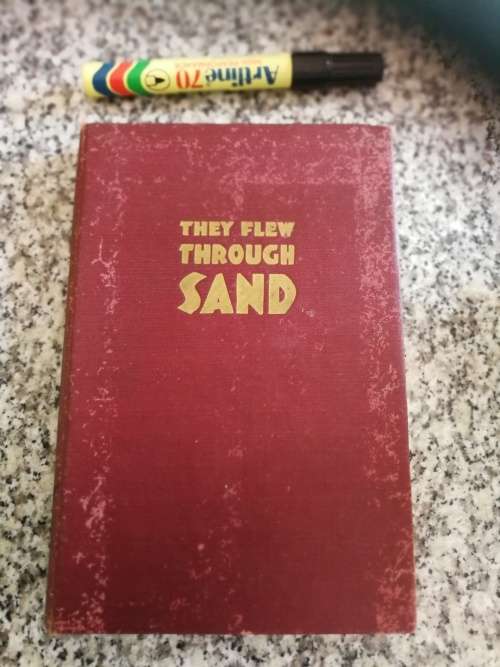 Artline 70
THEY FLEW
THROUGH
SAND